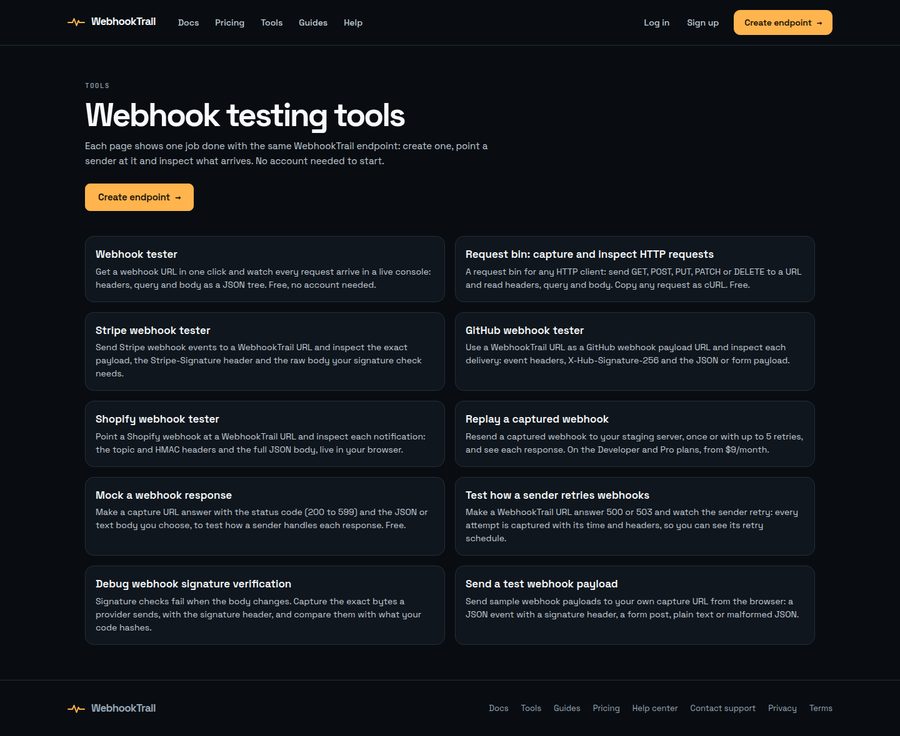 WebhookTrail Docs Pricing Tools Guides Help Log in Sign up Create endpoint →
TOOLS
Webhook testing tools
Each page shows one job done with the same WebhookTrail endpoint: create one, point a
sender at it and inspect what arrives. No account needed to start.
Create endpoint →
Webhook tester
Get a webhook URL in one click and watch every request arrive in a live console:
headers, query and body as a JSON tree. Free, no account needed.
Request bin: capture and inspect HTTP requests
A request bin for any HTTP client: send GET, POST, PUT, PATCH or DELETE to a URL
and read headers, query and body. Copy any request as cURL. Free.
Stripe webhook tester
Send Stripe webhook events to a WebhookTrail URL and inspect the exact
payload, the Stripe-Signature header and the raw body your signature check
needs.
GitHub webhook tester
Use a WebhookTrail URL as a GitHub webhook payload URL and inspect each
delivery: event headers, X-Hub-Signature-256 and the JSON or form payload.
Shopify webhook tester
Point a Shopify webhook at a WebhookTrail URL and inspect each notification:
the topic and HMAC headers and the full JSON body, live in your browser.
Replay a captured webhook
Resend a captured webhook to your staging server, once or with up to 5 retries,
and see each response. On the Developer and Pro plans, from $9/month.
Mock a webhook response
Make a capture URL answer with the status code (200 to 599) and the JSON or
text body you choose, to test how a sender handles each response. Free.
Test how a sender retries webhooks
Make a WebhookTrail URL answer 500 or 503 and watch the sender retry: every
attempt is captured with its time and headers, so you can see its retry
schedule.
Debug webhook signature verification
Signature checks fail when the body changes. Capture the exact bytes a
provider sends, with the signature header, and compare them with what your
code hashes.
Send a test webhook payload
Send sample webhook payloads to your own capture URL from the browser: a
JSON event with a signature header, a form post, plain text or malformed JSON.
WebhookTrail Docs Tools Guides Pricing Help center Contact support Privacy Terms